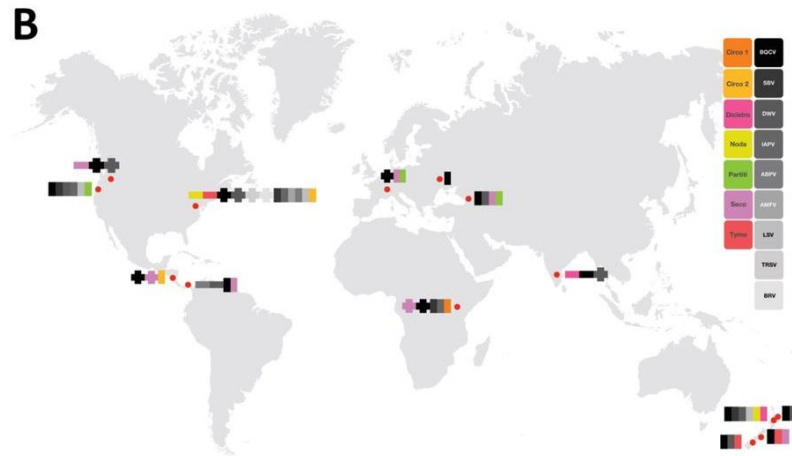 B
Circo 1 BQCV
Circo 2 SBV
Dicistro DWV
Noda IAPV
Partiti ABPV
Seco AMFV
Tymo LSV
TRSV
BRV